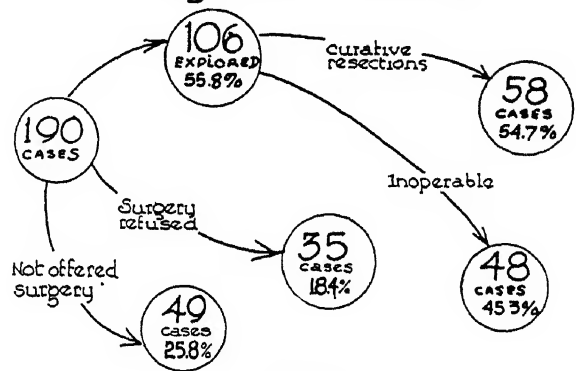 106
EXPLORED
55.8%
curative
resections
58
CASES
54.7%
190
CASES
Inoperable
Surgery
refused
35
cases
18.4%
48
CASES
45.3%
Not offered
surgery
49
cases
25.8%